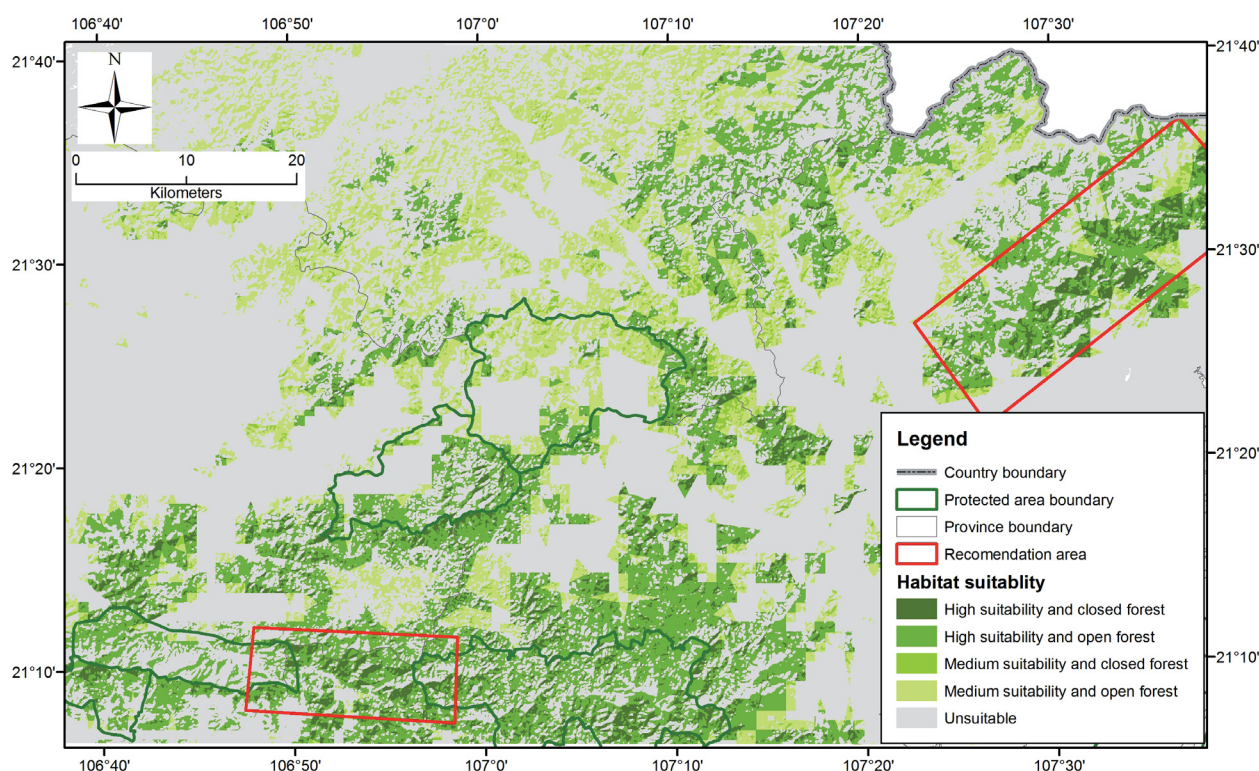 106°40' 106°50' 107°0' 107°10' 107°20' 107°30'
21°40' 21°40'
N
0 10 20
Kilometers
21°30' 21°30'
21°20' 21°20'
21°10' 21°10'
Legend
Country boundary
Protected area boundary
Province boundary
Recomendation area
Habitat suitablity
High suitability and closed forest
High suitability and open forest
Medium suitability and closed forest
Medium suitability and open forest
Unsuitable
106°40' 106°50' 107°0' 107°10' 107°20' 107°30'